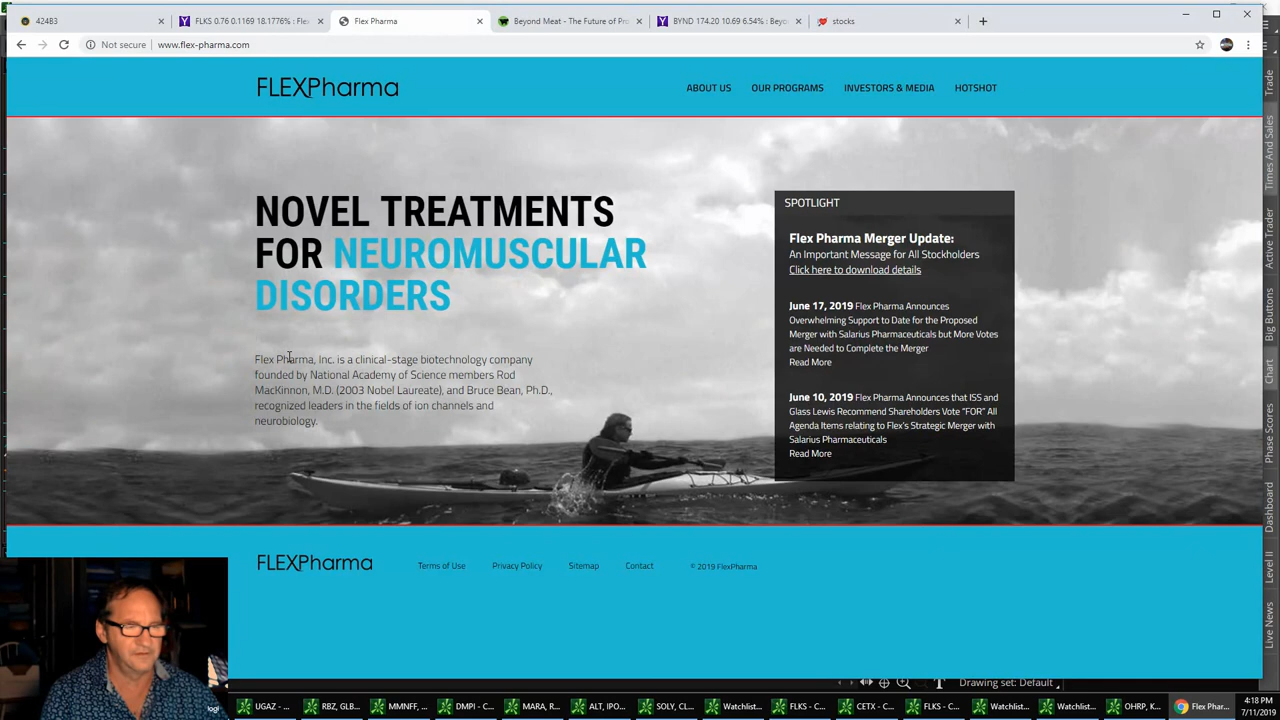 424B3
FLKS 0.76 0.1169 18.1776% : Fle
Flex Pharma
Beyond Meat - The Future of Pro
BYND 174.20 10.69 6.54% : Beyo
stocks
Not secure
www.flex-pharma.com
FLEXPharma
ABOUT US
OUR PROGRAMS
INVESTORS & MEDIA
HOTSHOT
NOVEL TREATMENTS
FOR NEUROMUSCULAR
DISORDERS
Flex Pharma, Inc. is a clinical-stage biotechnology company
founded by National Academy of Science members Rod
MacKinnon, M.D. (2003 Nobel Laureate), and Bruce Bean, Ph.D.,
recognized leaders in the fields of ion channels and
neurobiology.
SPOTLIGHT
Flex Pharma Merger Update:
An Important Message for All Stockholders
Click here to download details
June 17, 2019 Flex Pharma Announces
Overwhelming Support to Date for the Proposed
Merger with Salarius Pharmaceuticals but More Votes
are Needed to Complete the Merger
Read More
June 10, 2019 Flex Pharma Announces that ISS and
Glass Lewis Recommend Shareholders Vote “FOR” All
Agenda Items relating to Flex's Strategic Merger with
Salarius Pharmaceuticals
Read More
FLEXPharma
Terms of Use
Privacy Policy
Sitemap
Contact
© 2019 FlexPharma
Trade
Times And Sales
Active Trader
Big Buttons
Chart
Phase Scores
Dashboard
Level II
Live News
Drawing set: Default
logi
UGAZ - ...
RBZ, GLB...
MMNFF, ...
DMPI - C...
MARA, R...
ALT, IPO...
SOLY, CL...
Watchlist...
FLKS - C...
CETX - C...
FLKS - C...
Watchlist...
Watchlist...
OHRP, K...
Flex Phar...
4:18 PM
7/11/2019